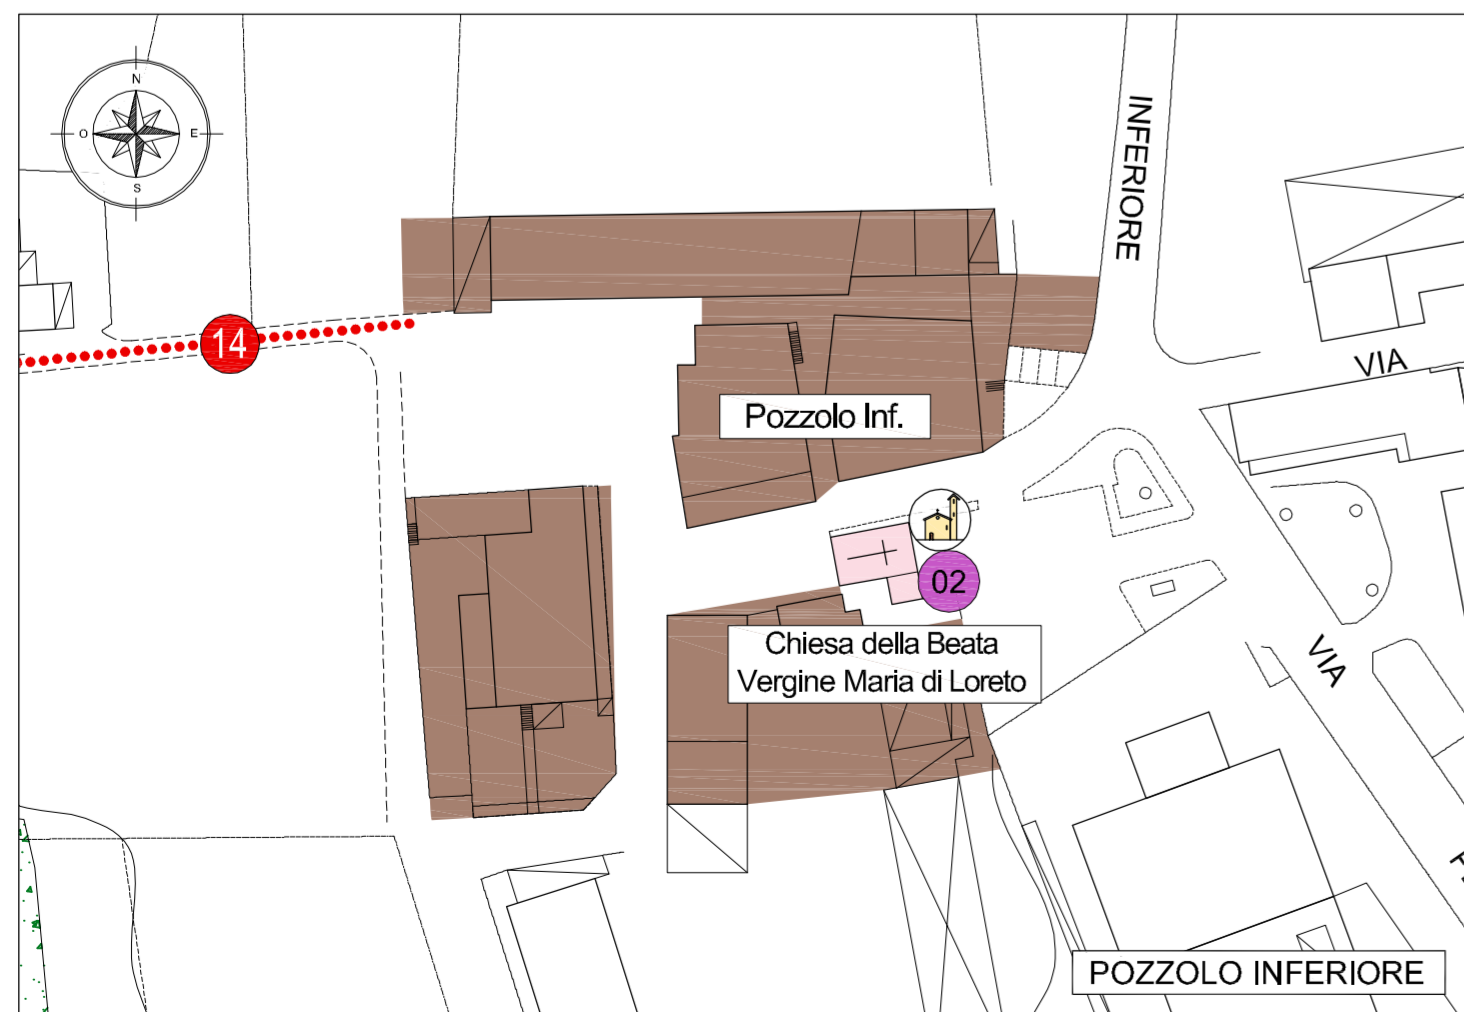 N
O
E
S
INFERIORE
14
VIA
Pozzolo Inf.
02
Chiesa della Beata
Vergine Maria di Loreto
VIA
POZZOLO INFERIORE